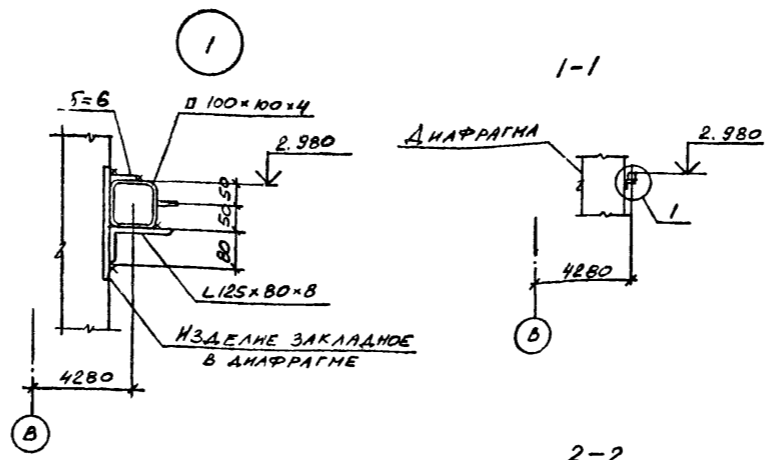 1
δ=6
□ 100×100×4
2.980
50
50
80
L125×80×8
ИЗДЕЛИЕ ЗАКЛАДНОЕ
В ДИАФРАГМЕ
4280
В
1-1
ДИАФРАГМА
2.980
1
4280
В
2-2